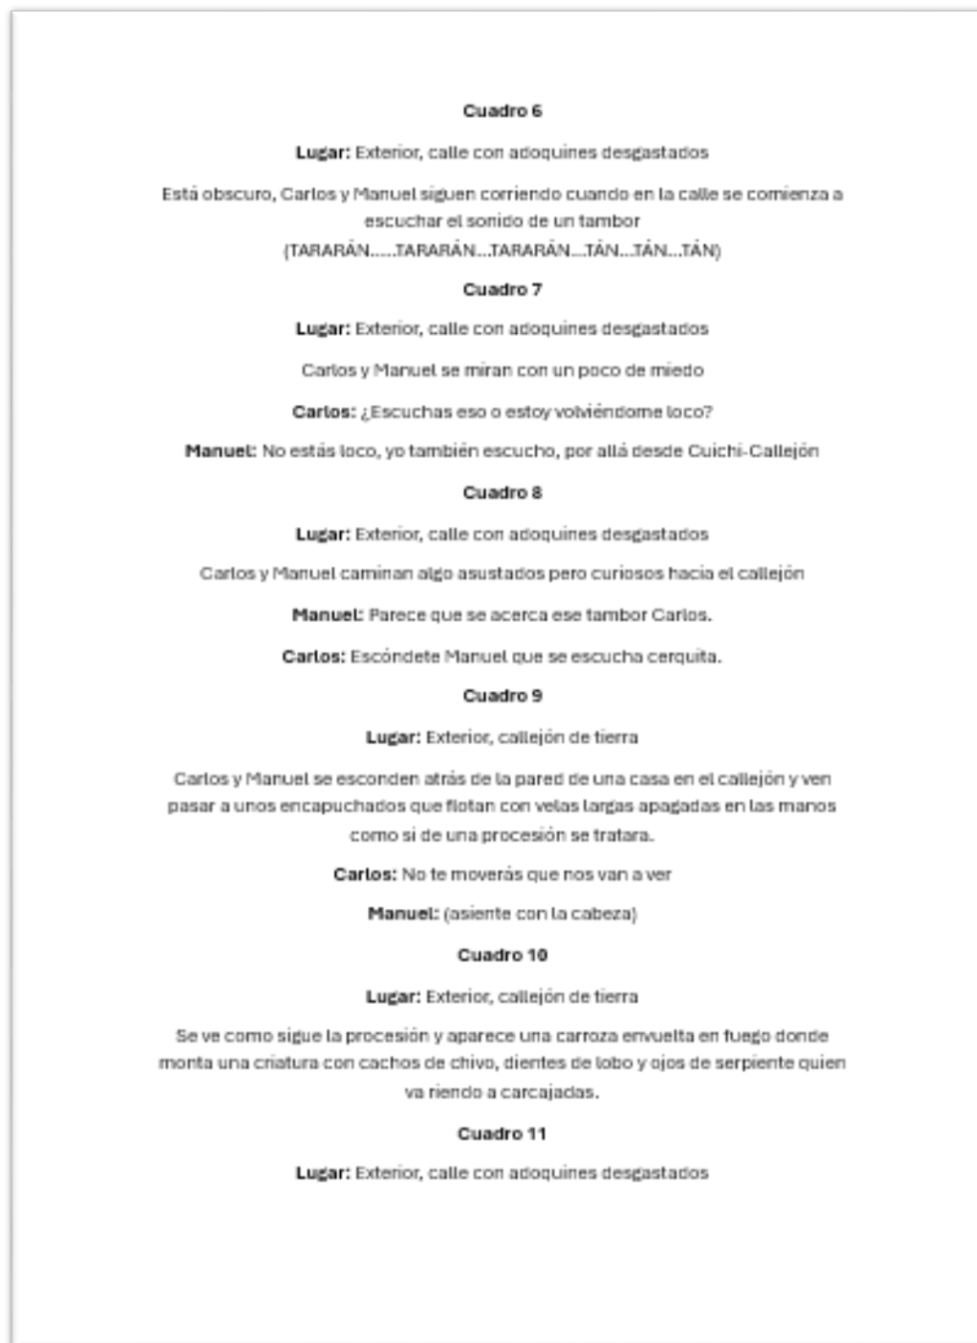 Cuadro 6
Lugar: Exterior, calle con adoquines desgastados
Está obscuro, Carlos y Manuel siguen corriendo cuando en la calle se comienza a
escuchar el sonido de un tambor
(TARARÁN.....TARARÁN...TARARÁN...TÁN...TÁN...TÁN)
Cuadro 7
Lugar: Exterior, calle con adoquines desgastados
Carlos y Manuel se miran con un poco de miedo
Carlos: ¿Escuchas eso o estoy volviéndome loco?
Manuel: No estás loco, yo también escucho, por allá desde Cuichi-Callejón
Cuadro 8
Lugar: Exterior, calle con adoquines desgastados
Carlos y Manuel caminan algo asustados pero curiosos hacia el callejón
Manuel: Parece que se acerca ese tambor Carlos.
Carlos: Escóndete Manuel que se escucha cerquita.
Cuadro 9
Lugar: Exterior, callejón de tierra
Carlos y Manuel se esconden atrás de la pared de una casa en el callejón y ven
pasar a unos encapuchados que flotan con velas largas apagadas en las manos
como si de una procesión se tratara.
Carlos: No te moverás que nos van a ver
Manuel: (asiente con la cabeza)
Cuadro 10
Lugar: Exterior, callejón de tierra
Se ve como sigue la procesión y aparece una carroza envuelta en fuego donde
monta una criatura con cachos de chivo, dientes de lobo y ojos de serpiente quien
va riendo a carcajadas.
Cuadro 11
Lugar: Exterior, calle con adoquines desgastados